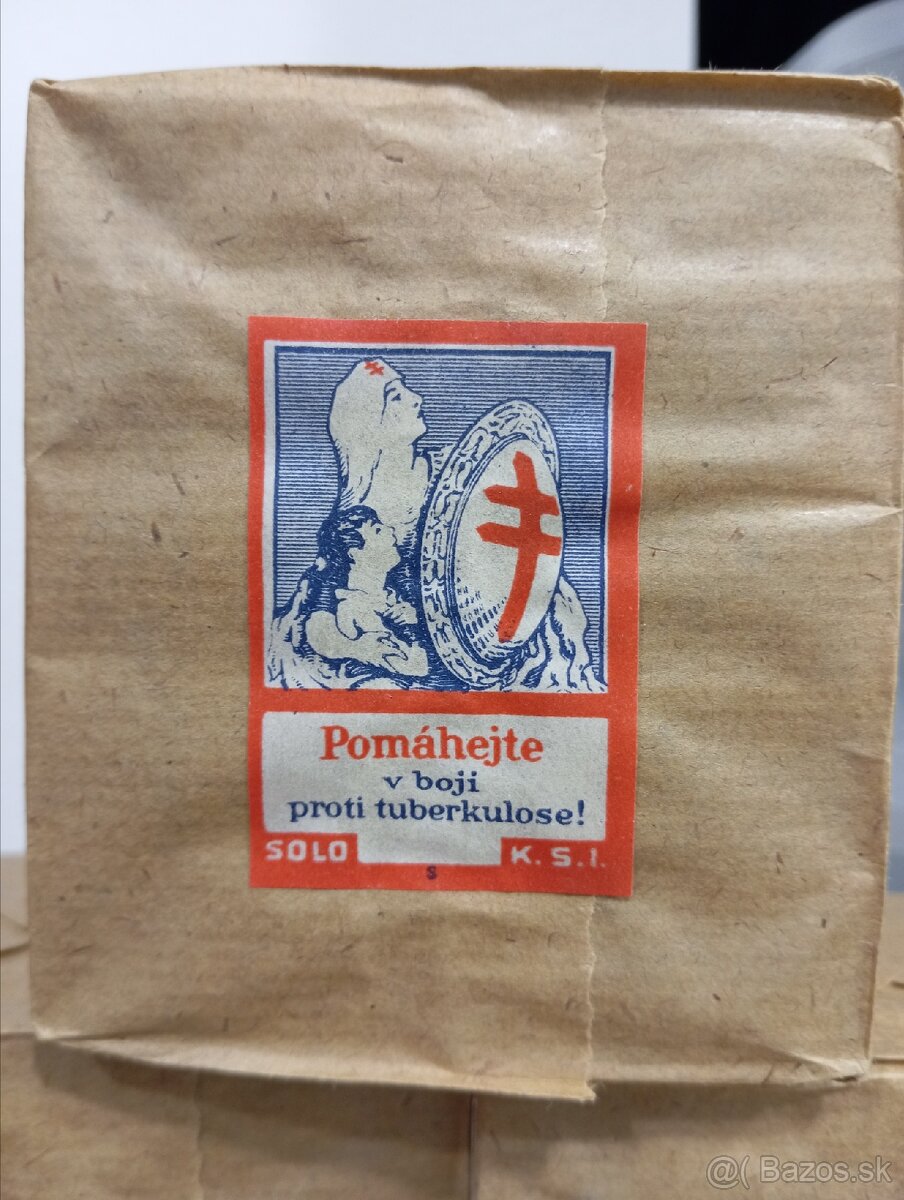 Pomáhejte
v boji
proti tuberkulose!
SOLO K. S. I.
S
@( Bazos.sk